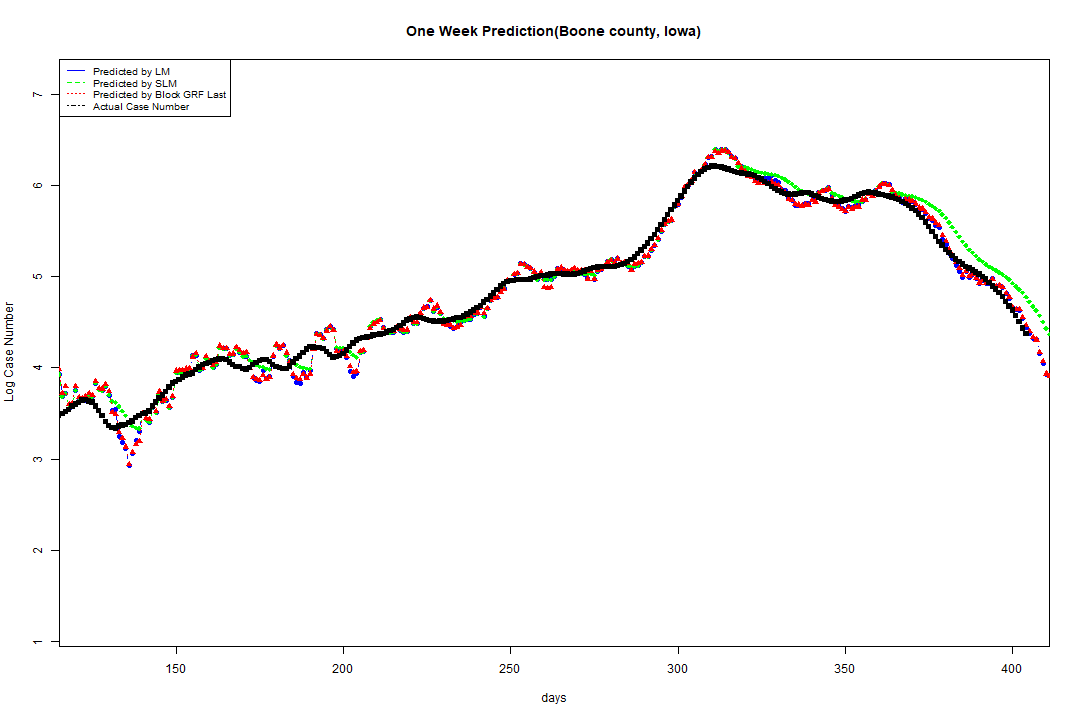 One Week Prediction(Boone county, Iowa)
Predicted by LM
Predicted by SLM
Predicted by Block GRF Last
Actual Case Number
7
6
5
4
3
2
1
Log Case Number
150 200 250 300 350 400
days